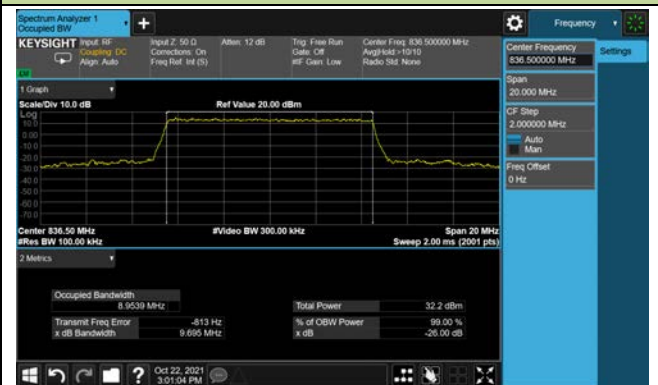 Spectrum Analyzer 1
Occupied BW
Frequency
KEYSIGHT
Input: RF
Coupling: DC
Align: Auto
Input Z: 50 Ω
Corrections: On
Freq Ref: Int (S)
Atten: 12 dB
Trig: Free Run
Gate: Off
#IF Gain: Low
Center Freq: 836.500000 MHz
Avg|Hold:>10/10
Radio Std: None
Center Frequency
836.500000 MHz
Settings
Span
20.000 MHz
CF Step
2.000000 MHz
Auto
Man
Freq Offset
0 Hz
1 Graph
Scale/Div 10.0 dB
Ref Value 20.00 dBm
Log
10.0
0.00
-10.0
-20.0
-30.0
-40.0
-50.0
-60.0
-70.0
Center 836.50 MHz
#Video BW 300.00 kHz
Span 20 MHz
#Res BW 100.00 kHz
Sweep 2.00 ms (2001 pts)
2 Metrics
Occupied Bandwidth
8.9539 MHz
Total Power
32.2 dBm
Transmit Freq Error
-813 Hz
% of OBW Power
99.00 %
x dB Bandwidth
9.695 MHz
x dB
-26.00 dB
?
Oct 22, 2021
3:01:04 PM